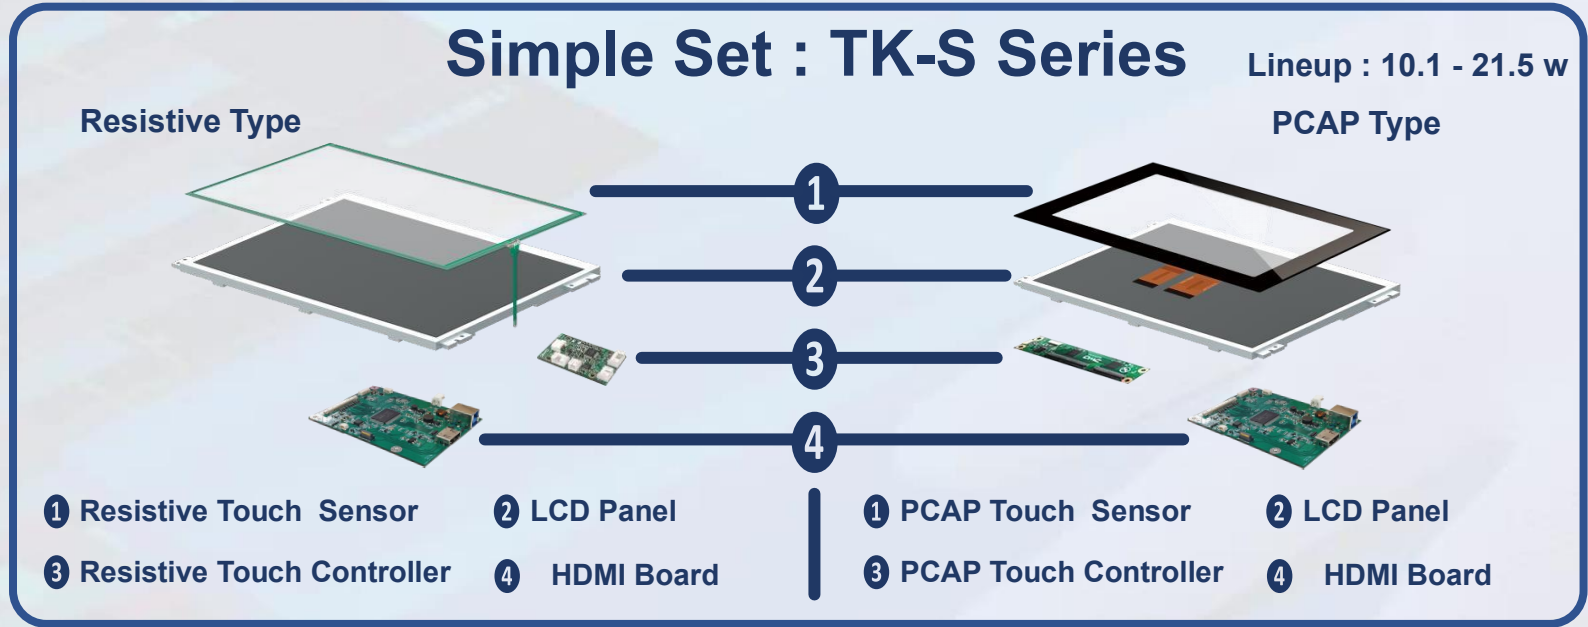 Simple Set : TK-S Series
Lineup : 10.1 - 21.5 w
Resistive Type
PCAP Type
1
2
3
4
1 Resistive Touch Sensor
2 LCD Panel
3 Resistive Touch Controller
4 HDMI Board
1 PCAP Touch Sensor
2 LCD Panel
3 PCAP Touch Controller
4 HDMI Board